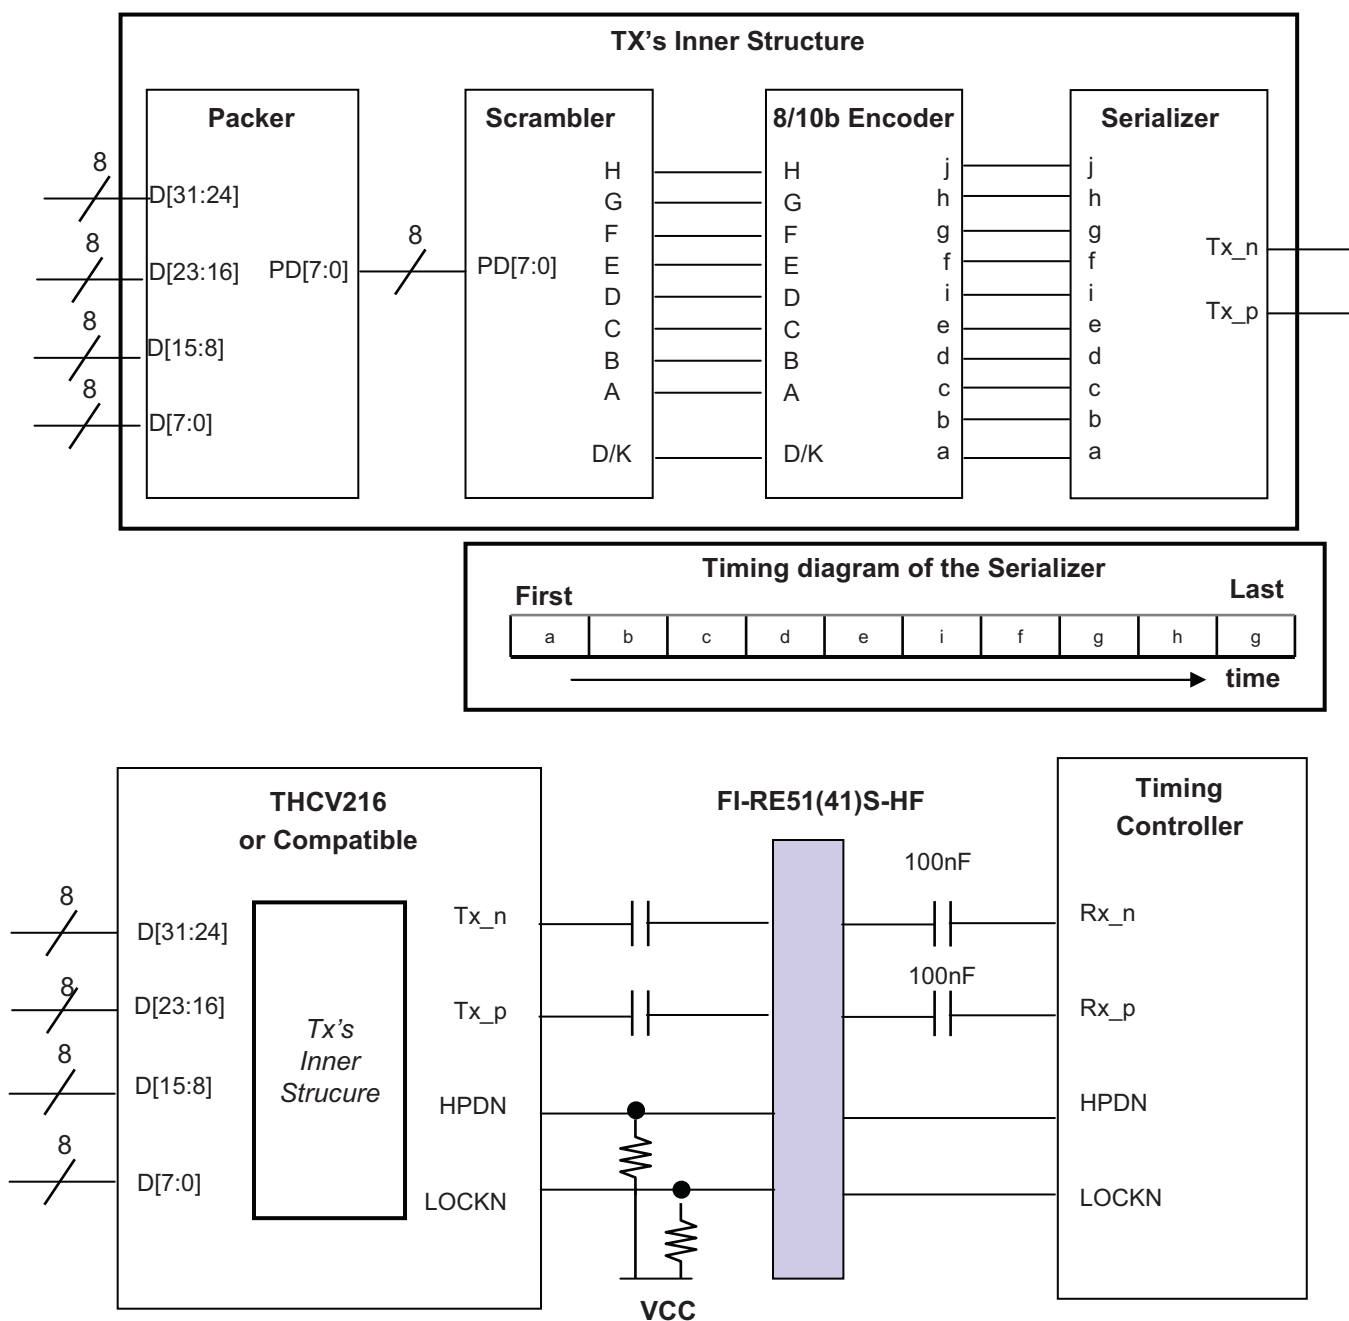 TX's Inner Structure
Packer
Scrambler
8/10b Encoder
Serializer
8
D[31:24]
8
D[23:16]
8
D[15:8]
8
D[7:0]
PD[7:0]
8
PD[7:0]
H
G
F
E
D
C
B
A
D/K
H
G
F
E
D
C
B
A
D/K
j
h
g
f
i
e
d
c
b
a
j
h
g
f
i
e
d
c
b
a
Tx_n
Tx_p
Timing diagram of the Serializer
First
Last
a b c d e i f g h g
time
THCV216
or Compatible
8
D[31:24]
8
D[23:16]
8
D[15:8]
8
D[7:0]
Tx's
Inner
Strucure
Tx_n
Tx_p
HPDN
LOCKN
VCC
FI-RE51(41)S-HF
100nF
100nF
Timing
Controller
Rx_n
Rx_p
HPDN
LOCKN